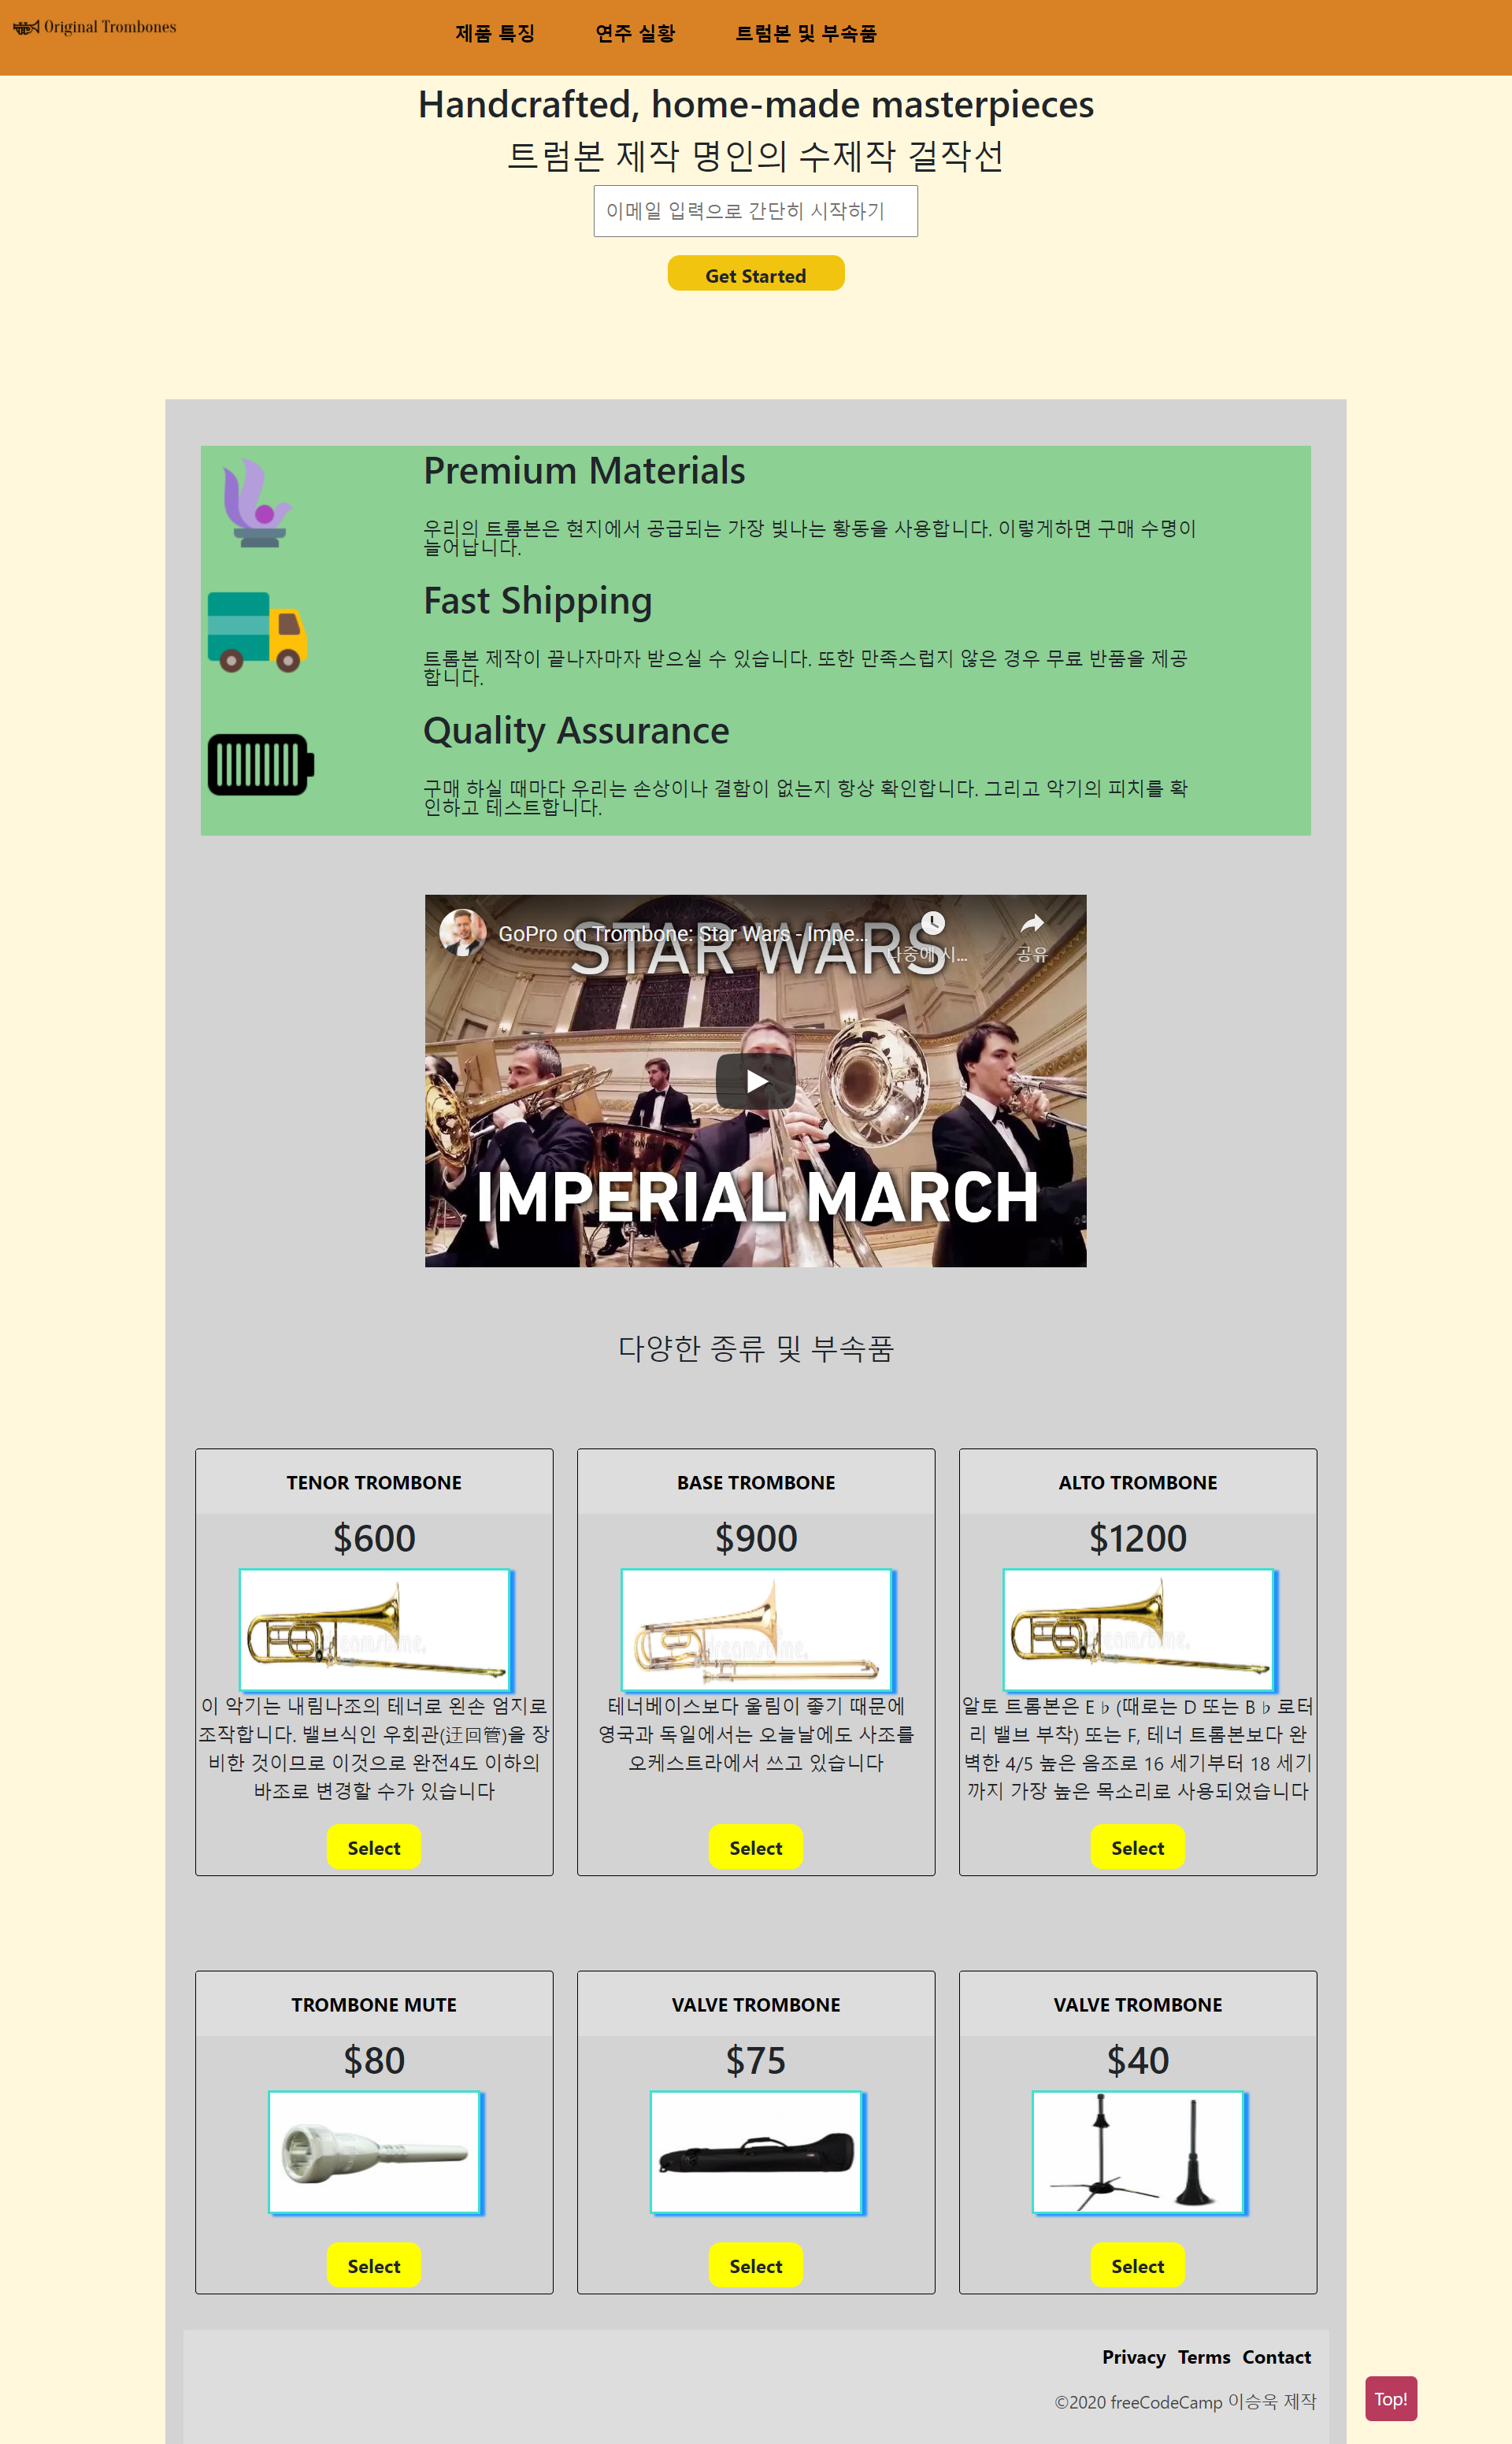 Original Trombones
제품 특징
연주 실황
트럼본 및 부속품
Handcrafted, home-made masterpieces
트럼본 제작 명인의 수제작 걸작선
이메일 입력으로 간단히 시작하기
Get Started
Premium Materials
우리의 트롬본은 현지에서 공급되는 가장 빛나는 황동을 사용합니다. 이렇게하면 구매 수명이
늘어납니다.
Fast Shipping
트롬본 제작이 끝나자마자 받으실 수 있습니다. 또한 만족스럽지 않은 경우 무료 반품을 제공
합니다.
Quality Assurance
구매 하실 때마다 우리는 손상이나 결함이 없는지 항상 확인합니다. 그리고 악기의 피치를 확
인하고 테스트합니다.
GoPro on Trombone: Star Wars - Impe...
STAR WARS
나중에 시...
공유
IMPERIAL MARCH
다양한 종류 및 부속품
TENOR TROMBONE
$600
dreamstime.
이 악기는 내림나조의 테너로 왼손 엄지로
조작합니다. 밸브식인 우회관(迂回管)을 장
비한 것이므로 이것으로 완전4도 이하의
바조로 변경할 수가 있습니다
Select
BASE TROMBONE
$900
dreamstime.
테너베이스보다 울림이 좋기 때문에
영국과 독일에서는 오늘날에도 사조를
오케스트라에서 쓰고 있습니다
Select
ALTO TROMBONE
$1200
dreamstime.
알토 트롬본은 E ♭ (때로는 D 또는 B ♭ 로터
리 밸브 부착) 또는 F, 테너 트롬본보다 완
벽한 4/5 높은 음조로 16 세기부터 18 세기
까지 가장 높은 목소리로 사용되었습니다
Select
TROMBONE MUTE
$80
Select
VALVE TROMBONE
$75
Select
VALVE TROMBONE
$40
Select
Privacy Terms Contact
©2020 freeCodeCamp 이승욱 제작
Top!